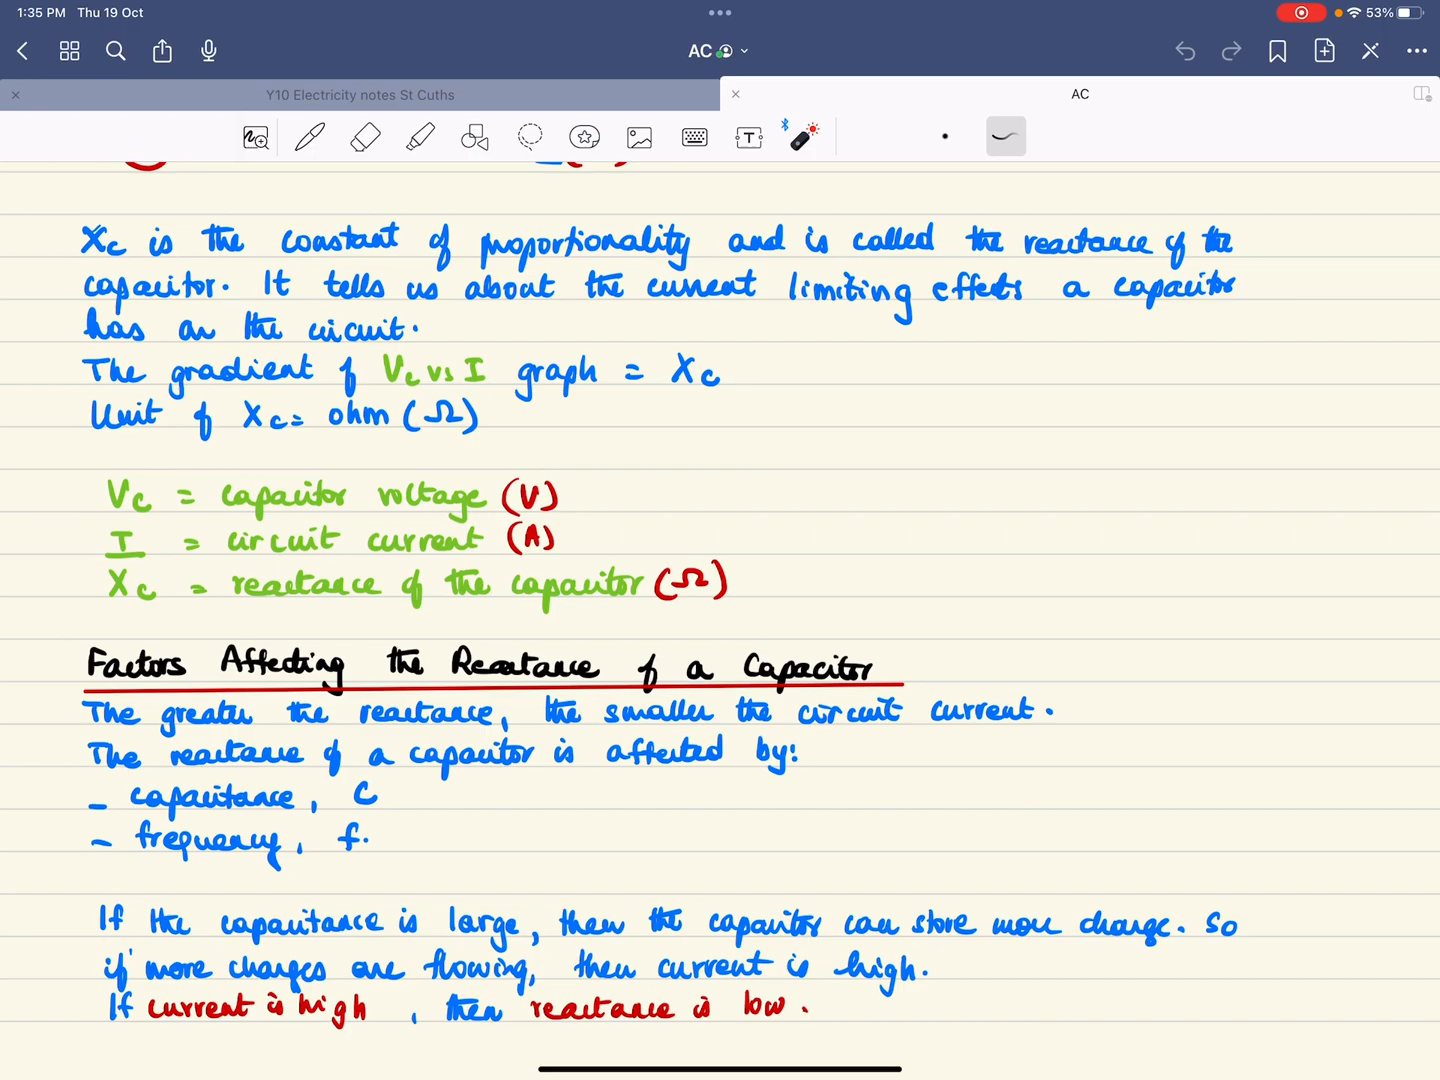 1:35 PM Thu 19 Oct
53%
AC
Y10 Electricity notes St Cuths
AC
Xc is the constant of proportionality and is called the reactance of the
capacitor. It tells us about the current limiting effects a capacitor
has on the circuit.
The gradient of Vc vs I graph = Xc
Unit of Xc = ohm (Ω)
Vc = capacitor voltage (V)
I = circuit current (A)
Xc = reactance of the capacitor (Ω)
Factors Affecting the Reactance of a Capacitor
The greater the reactance, the smaller the circuit current.
The reactance of a capacitor is affected by:
- capacitance, C
- frequency, f.
If the capacitance is large, then the capacitor can store more charge. So
if more charges are flowing, then current is high.
If current is high, then reactance is low.